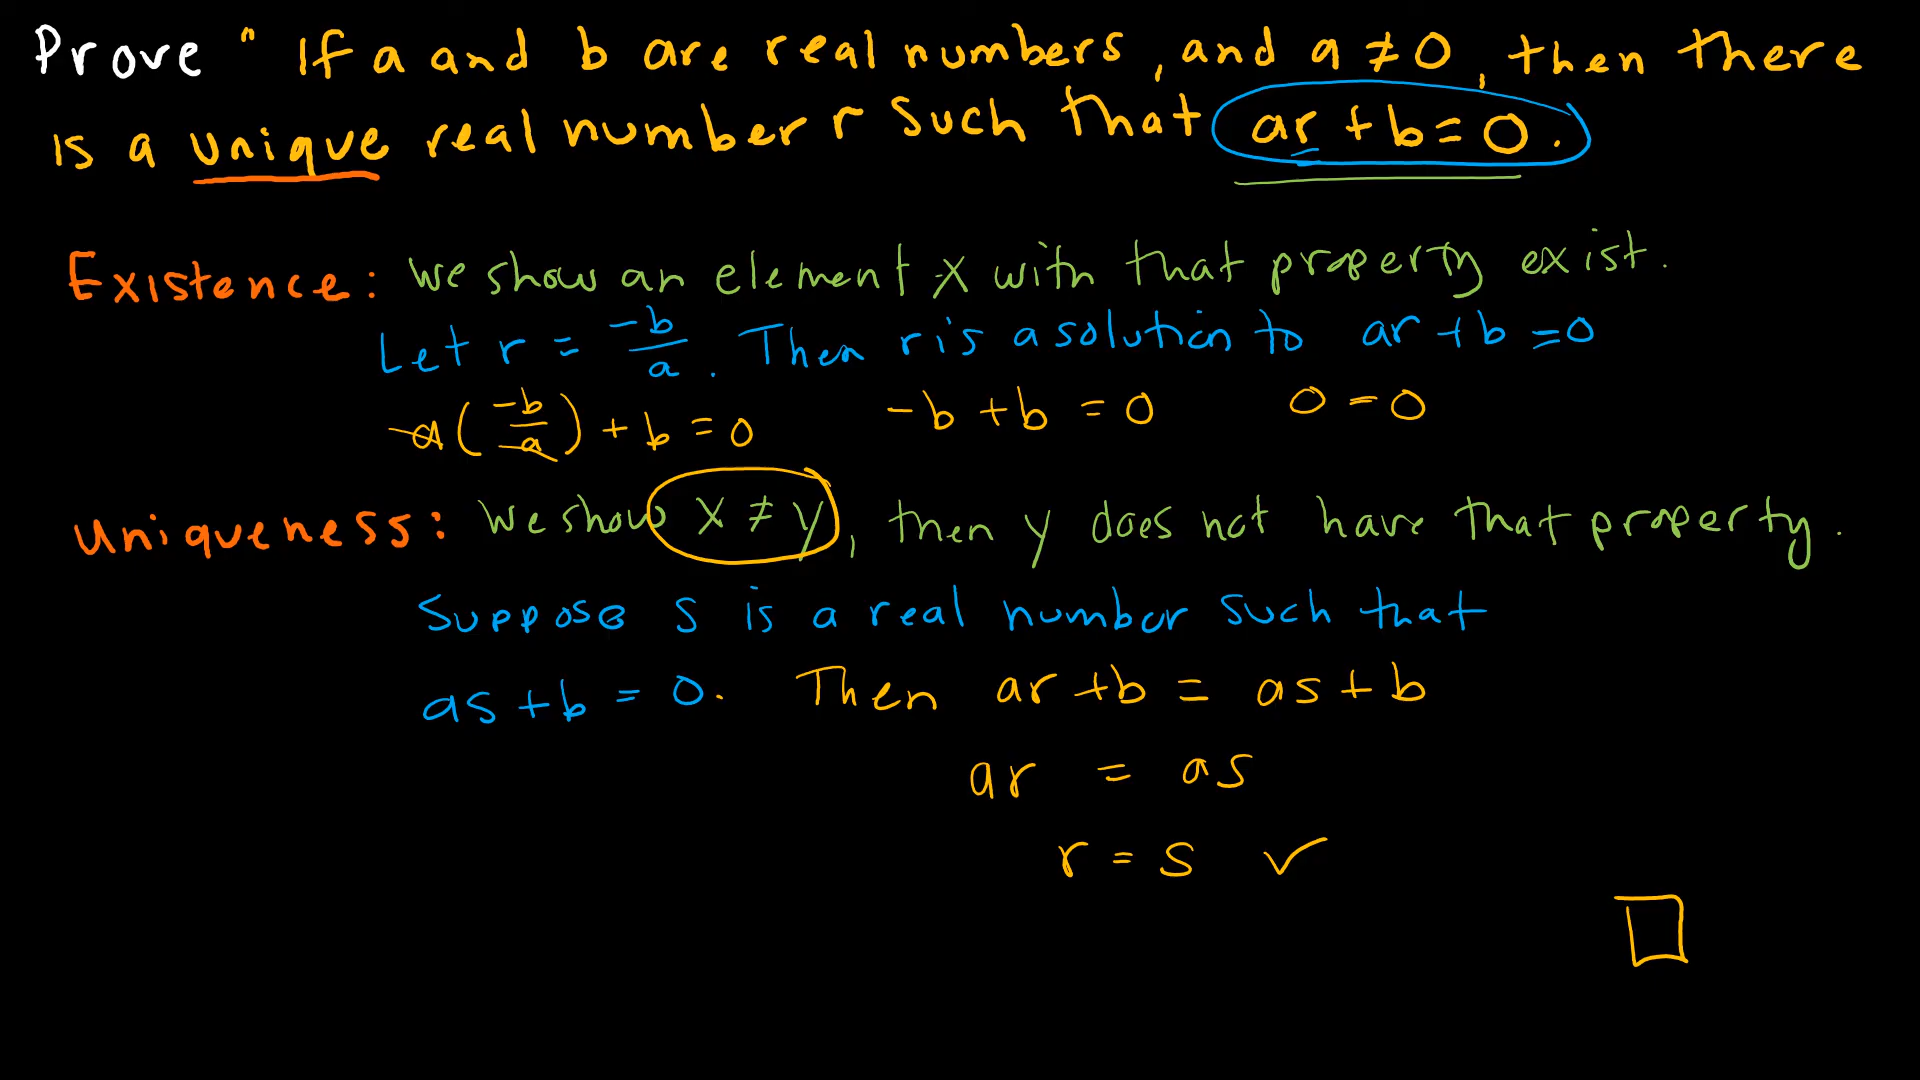 Prove " If a and b are real numbers, and a ≠ 0, then there
is a unique real number r such that ar + b = 0.
Existence: We show an element x with that property exist.
Let r = -b/a. Then r is a solution to ar + b = 0
a(-b/a) + b = 0 -b + b = 0 0 = 0
Uniqueness: We show x ≠ y, then y does not have that property.
Suppose s is a real number such that
as + b = 0. Then ar + b = as + b
ar = as
r = s ✓
□